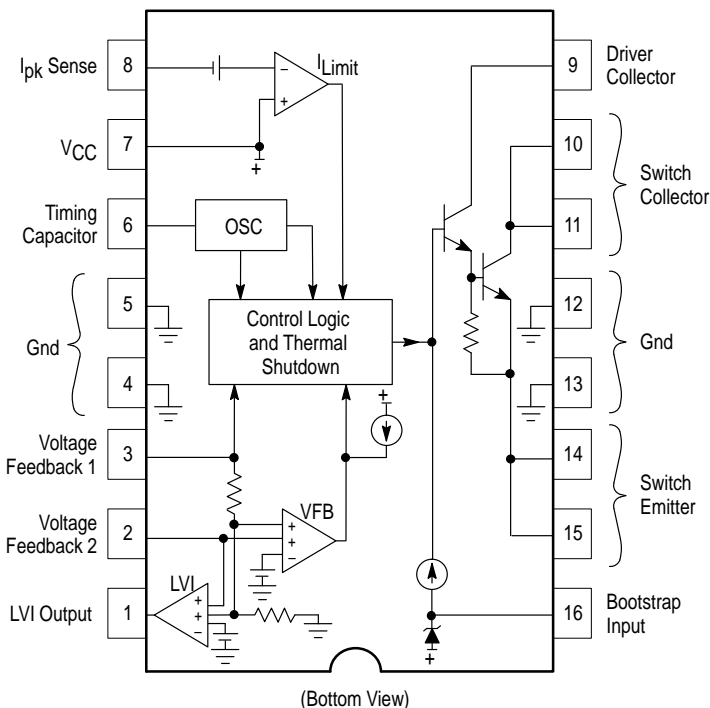 Ipk Sense
8
VCC
7
Timing
Capacitor
6
5
Gnd
4
Voltage
Feedback 1
3
Voltage
Feedback 2
2
LVI Output
1
ILimit
−
+
+
OSC
Control Logic
and Thermal
Shutdown
+
VFB
+
+
−
LVI
+
+
−
+
9
Driver
Collector
10
Switch
Collector
11
12
Gnd
13
14
Switch
Emitter
15
16
Bootstrap
Input
(Bottom View)